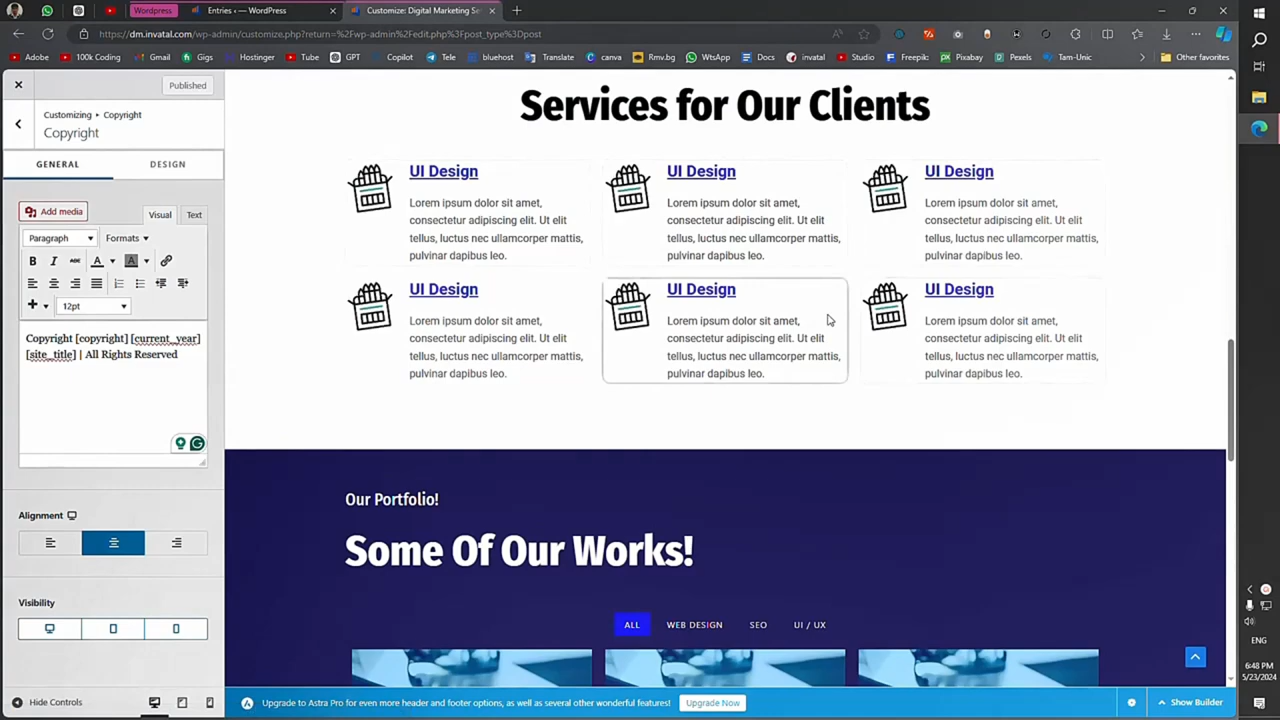 Wordpress
Entries ‹ — WordPress
Customize: Digital Marketing Se
https://dm.invatal.com/wp-admin/customize.php?return=%2Fwp-admin%2Fedit.php%3Fpost_type%3Dpost
Adobe
100k Coding
Gmail
Gigs
Hostinger
Tube
GPT
Copilot
Tele
bluehost
Translate
canva
Rmv.bg
WtsApp
Docs
invatal
Studio
Freepik
Pixabay
Pexels
Tam-Unic
Other favorites
Published
Customizing ▸ Copyright
Copyright
GENERAL
DESIGN
Add media
Visual
Text
Paragraph
Formats
B I ABC A A
12pt
Copyright [copyright] [current_year]
[site_title] | All Rights Reserved
Alignment
Visibility
Hide Controls
Services for Our Clients
UI Design
Lorem ipsum dolor sit amet,
consectetur adipiscing elit. Ut elit
tellus, luctus nec ullamcorper mattis,
pulvinar dapibus leo.
UI Design
Lorem ipsum dolor sit amet,
consectetur adipiscing elit. Ut elit
tellus, luctus nec ullamcorper mattis,
pulvinar dapibus leo.
UI Design
Lorem ipsum dolor sit amet,
consectetur adipiscing elit. Ut elit
tellus, luctus nec ullamcorper mattis,
pulvinar dapibus leo.
UI Design
Lorem ipsum dolor sit amet,
consectetur adipiscing elit. Ut elit
tellus, luctus nec ullamcorper mattis,
pulvinar dapibus leo.
UI Design
Lorem ipsum dolor sit amet,
consectetur adipiscing elit. Ut elit
tellus, luctus nec ullamcorper mattis,
pulvinar dapibus leo.
UI Design
Lorem ipsum dolor sit amet,
consectetur adipiscing elit. Ut elit
tellus, luctus nec ullamcorper mattis,
pulvinar dapibus leo.
Our Portfolio!
Some Of Our Works!
ALL
WEB DESIGN
SEO
UI / UX
Upgrade to Astra Pro for even more header and footer options, as well as several other wonderful features!
Upgrade Now
Show Builder
ENG
6:48 PM
5/23/2024